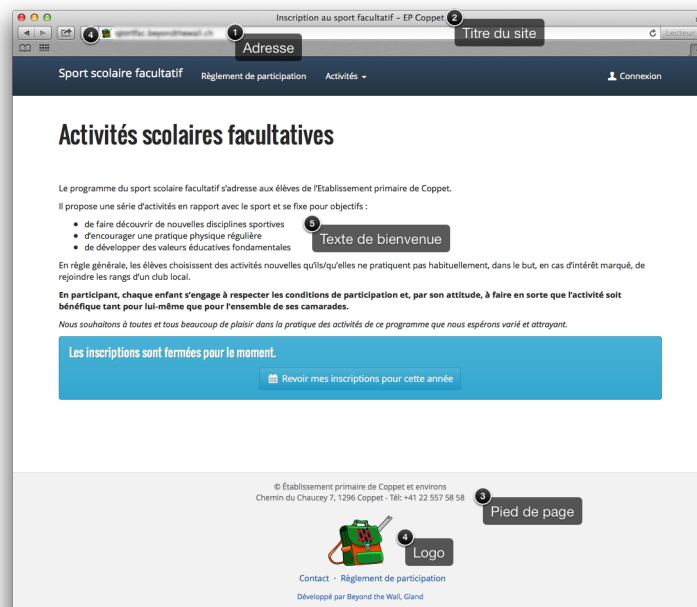 Inscription au sport facultatif – EP Coppet
2
Titre du site
4
1
Adresse
Lecteur
Sport scolaire facultatif
Règlement de participation
Activités
Connexion
Activités scolaires facultatives
Le programme du sport scolaire facultatif s’adresse aux élèves de l’Etablissement primaire de Coppet.
Il propose une série d’activités en rapport avec le sport et se fixe pour objectifs :
• de faire découvrir de nouvelles disciplines sportives
• d’encourager une pratique physique régulière
• de développer des valeurs éducatives fondamentales
5
Texte de bienvenue
En règle générale, les élèves choisissent des activités nouvelles qu’ils/qu’elles ne pratiquent pas habituellement, dans le but, en cas d’intérêt marqué, de
rejoindre les rangs d’un club local.
En participant, chaque enfant s’engage à respecter les conditions de participation et, par son attitude, à faire en sorte que l’activité soit
bénéfique tant pour lui-même que pour l’ensemble de ses camarades.
Nous souhaitons à toutes et tous beaucoup de plaisir dans la pratique des activités de ce programme que nous espérons varié et attrayant.
Les inscriptions sont fermées pour le moment.
Revoir mes inscriptions pour cette année
© Établissement primaire de Coppet et environs
Chemin du Chaucey 7, 1296 Coppet - Tél: +41 22 557 58 58
3
Pied de page
4
Logo
Contact · Règlement de participation
Développé par Beyond the Wall, Gland